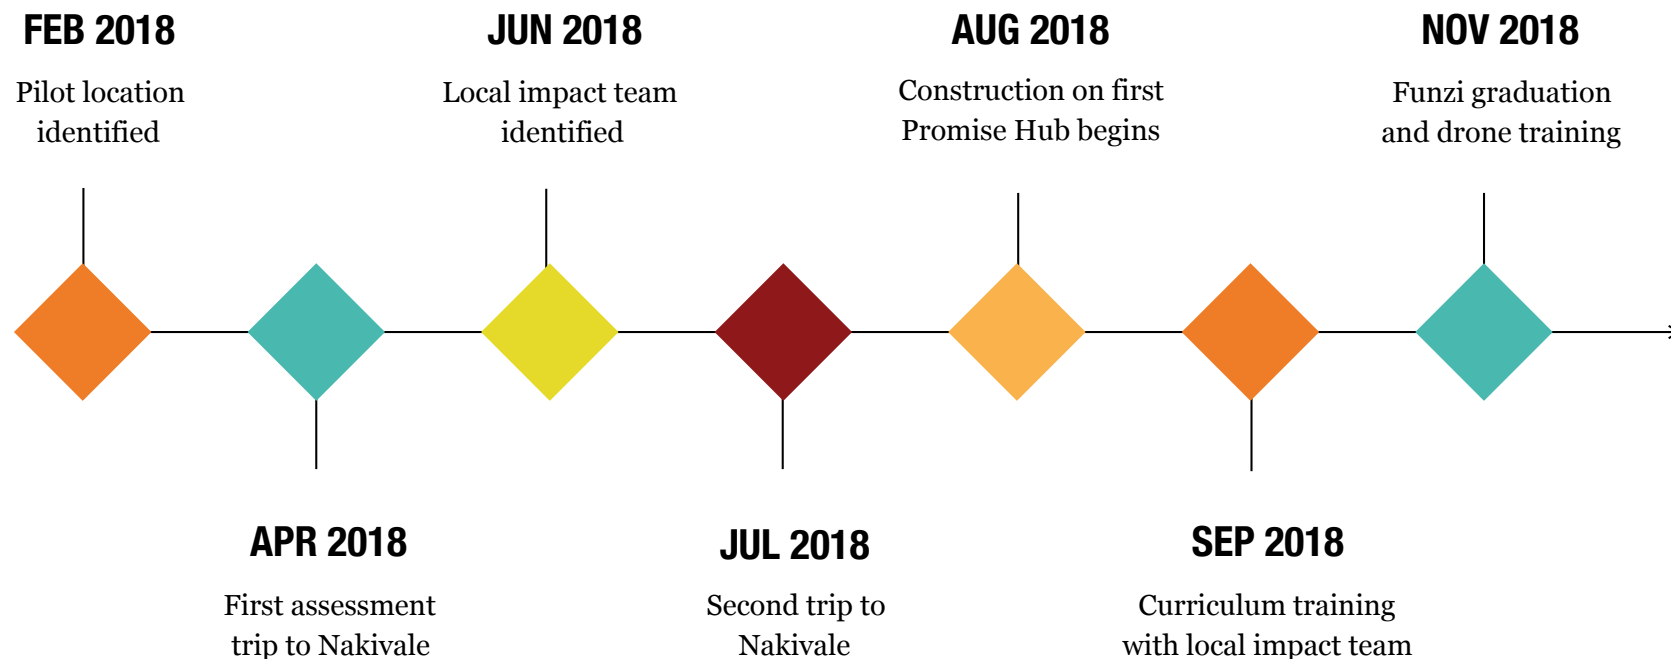 FEB 2018
Pilot location
identified
JUN 2018
Local impact team
identified
AUG 2018
Construction on first
Promise Hub begins
NOV 2018
Funzi graduation
and drone training
APR 2018
First assessment
trip to Nakivale
JUL 2018
Second trip to
Nakivale
SEP 2018
Curriculum training
with local impact team